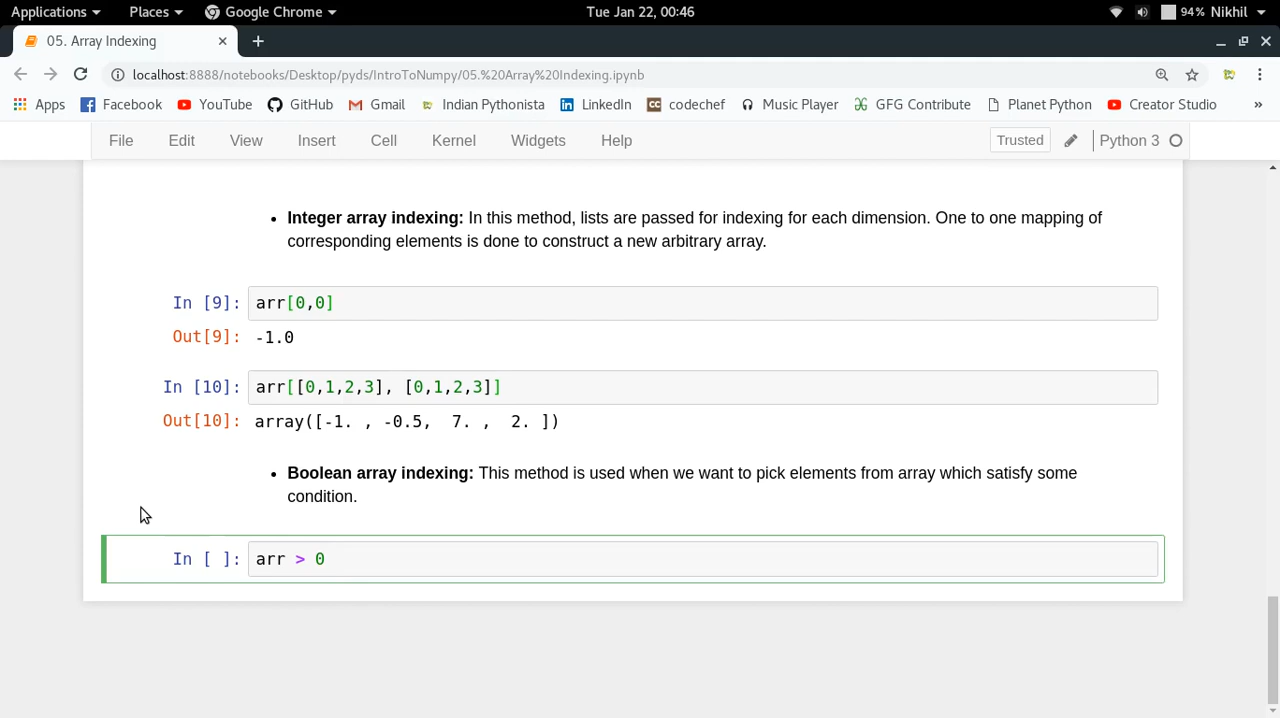 Applications Places Google Chrome Tue Jan 22, 00:46 94% Nikhil
05. Array Indexing
localhost:8888/notebooks/Desktop/pyds/IntroToNumpy/05.%20Array%20Indexing.ipynb
Apps Facebook YouTube GitHub Gmail Indian Pythonista LinkedIn codechef Music Player GFG Contribute Planet Python Creator Studio »
File Edit View Insert Cell Kernel Widgets Help Trusted Python 3
• Integer array indexing: In this method, lists are passed for indexing for each dimension. One to one mapping of
corresponding elements is done to construct a new arbitrary array.
In [9]: arr[0,0]
Out[9]: -1.0
In [10]: arr[[0,1,2,3], [0,1,2,3]]
Out[10]: array([-1. , -0.5,  7. ,  2. ])
• Boolean array indexing: This method is used when we want to pick elements from array which satisfy some
condition.
In [ ]: arr > 0